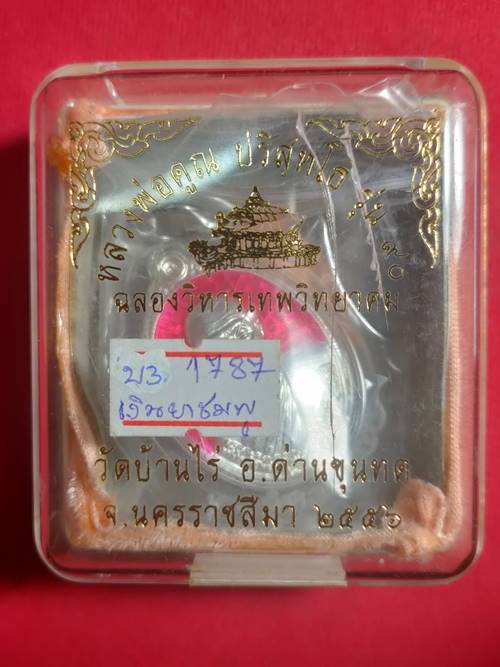 หลวงพ่อคูณ ปริสุทโธ รุ่น ๙๐
ฉลองวิหารเทพวิทยาคม
บว. 1787
เงินยาชมพู
วัดบ้านไร่ อ.ด่านขุนทด
จ.นครราชสีมา ๒๕๕๖